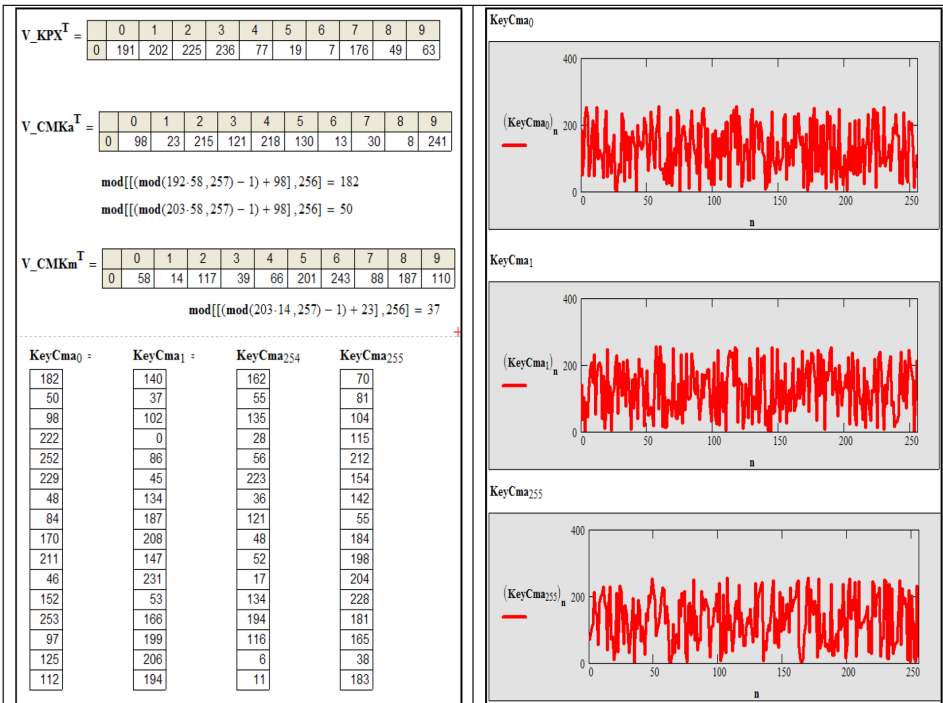 V_KPX^T =
0 1 2 3 4 5 6 7 8 9
0 191 202 225 236 77 19 7 176 49 63
V_CMKa^T =
0 1 2 3 4 5 6 7 8 9
0 98 23 215 121 218 130 13 30 8 241
mod[[(mod(192·58,257) − 1) + 98],256] = 182
mod[[(mod(203·58,257) − 1) + 98],256] = 50
V_CMKm^T =
0 1 2 3 4 5 6 7 8 9
0 58 14 117 39 66 201 243 88 187 110
mod[[(mod(203·14,257) − 1) + 23],256] = 37
KeyCma0 = KeyCma1 = KeyCma254 KeyCma255
182 140 162 70
50 37 55 81
98 102 135 104
222 0 28 115
252 86 56 212
229 45 223 154
48 134 36 142
84 187 121 55
170 208 48 184
211 147 52 198
46 231 17 204
152 53 134 228
253 166 194 181
97 199 116 165
125 206 6 38
112 194 11 183
KeyCma0
400
(KeyCma0)n 200
0
0 50 100 150 200 250
n
KeyCma1
400
(KeyCma1)n 200
0
0 50 100 150 200 250
n
KeyCma255
400
(KeyCma255)n 200
0
0 50 100 150 200 250
n